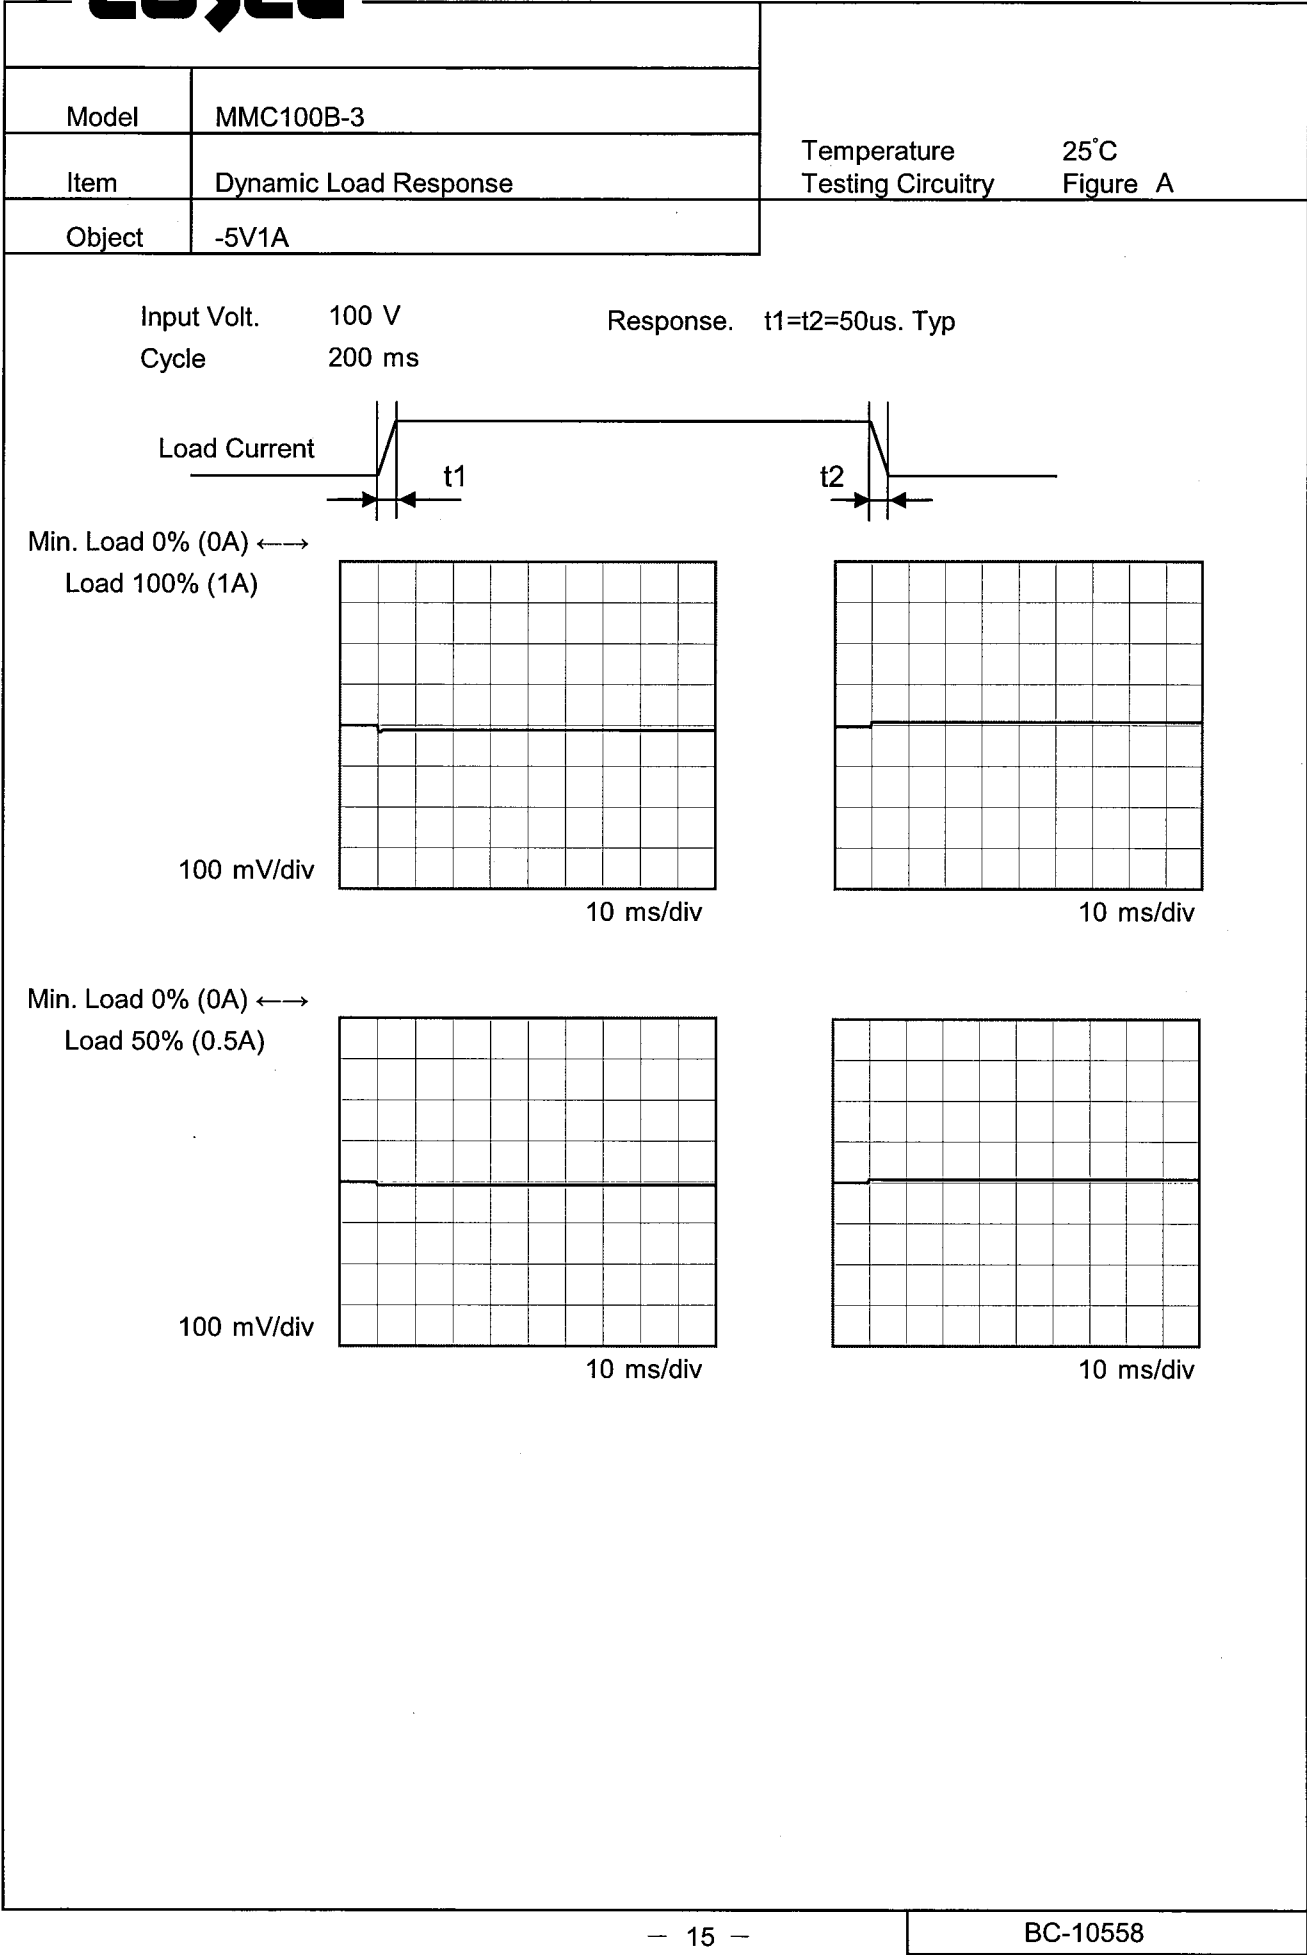 Model MMC100B-3
Temperature 25°C
Item Dynamic Load Response
Testing Circuitry Figure A
Object -5V1A
Input Volt. 100 V
Response. t1=t2=50us. Typ
Cycle 200 ms
Load Current
t1
t2
Min. Load 0% (0A) ←→
Load 100% (1A)
100 mV/div
10 ms/div
10 ms/div
Min. Load 0% (0A) ←→
Load 50% (0.5A)
100 mV/div
10 ms/div
10 ms/div
— 15 —
BC-10558